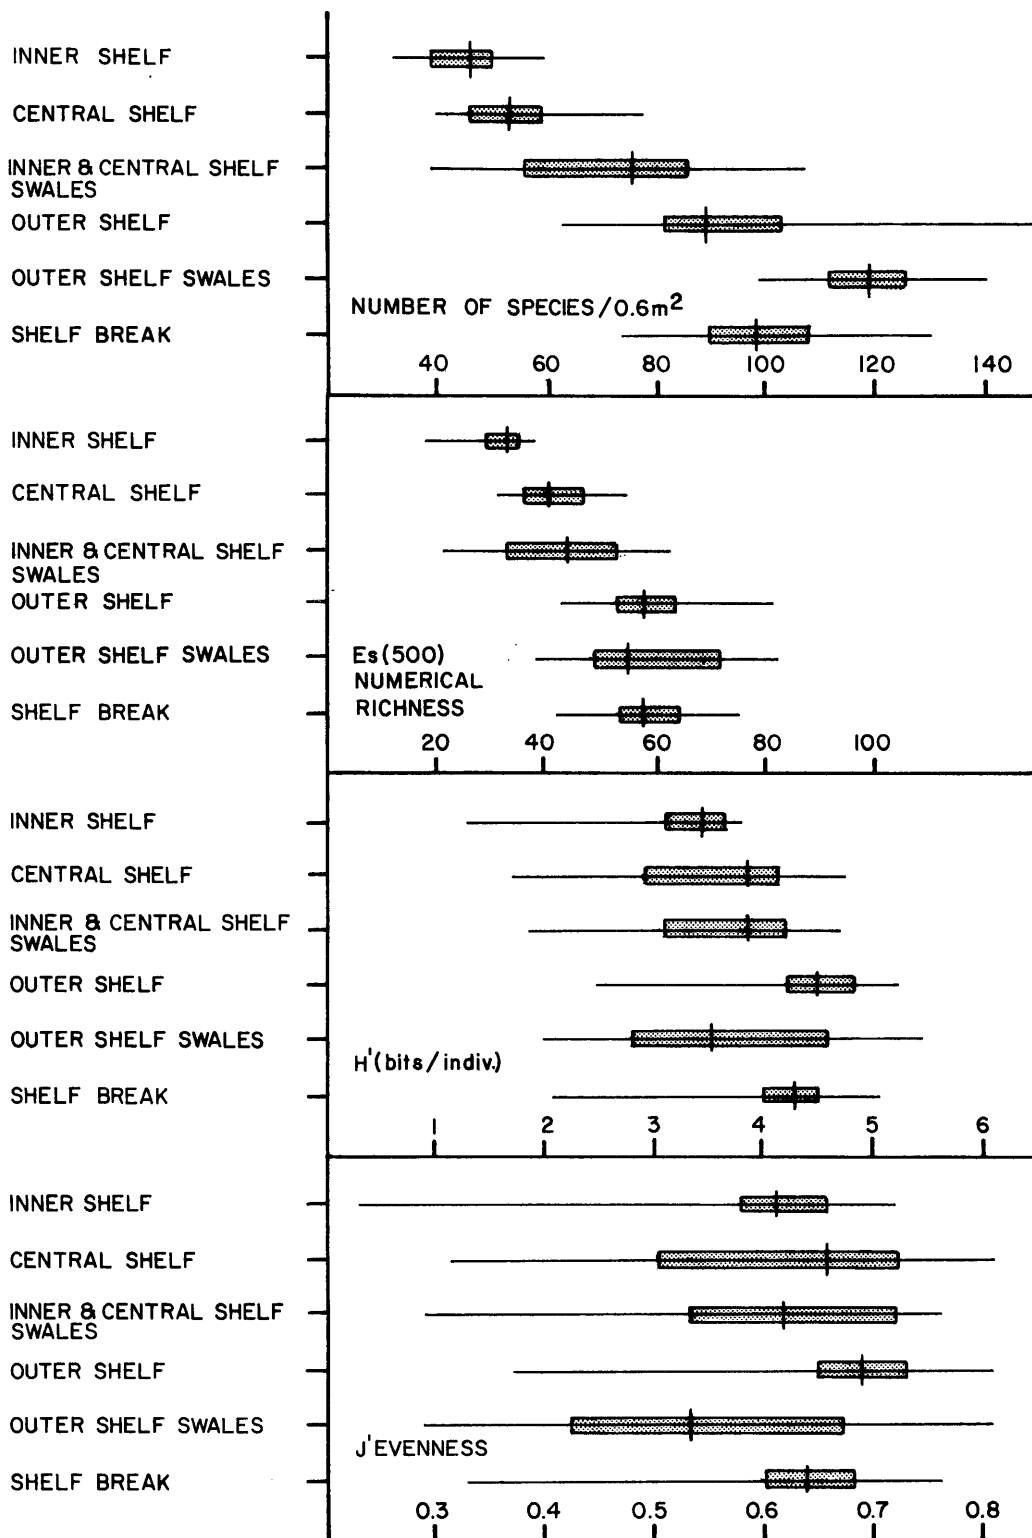 INNER SHELF
CENTRAL SHELF
INNER & CENTRAL SHELF
SWALES
OUTER SHELF
OUTER SHELF SWALES
NUMBER OF SPECIES/0.6m²
SHELF BREAK
40 60 80 100 120 140
INNER SHELF
CENTRAL SHELF
INNER & CENTRAL SHELF
SWALES
OUTER SHELF
OUTER SHELF SWALES
Es(500)
NUMERICAL
RICHNESS
SHELF BREAK
20 40 60 80 100
INNER SHELF
CENTRAL SHELF
INNER & CENTRAL SHELF
SWALES
OUTER SHELF
OUTER SHELF SWALES
H'(bits/indiv.)
SHELF BREAK
1 2 3 4 5 6
INNER SHELF
CENTRAL SHELF
INNER & CENTRAL SHELF
SWALES
OUTER SHELF
OUTER SHELF SWALES
J'EVENNESS
SHELF BREAK
0.3 0.4 0.5 0.6 0.7 0.8